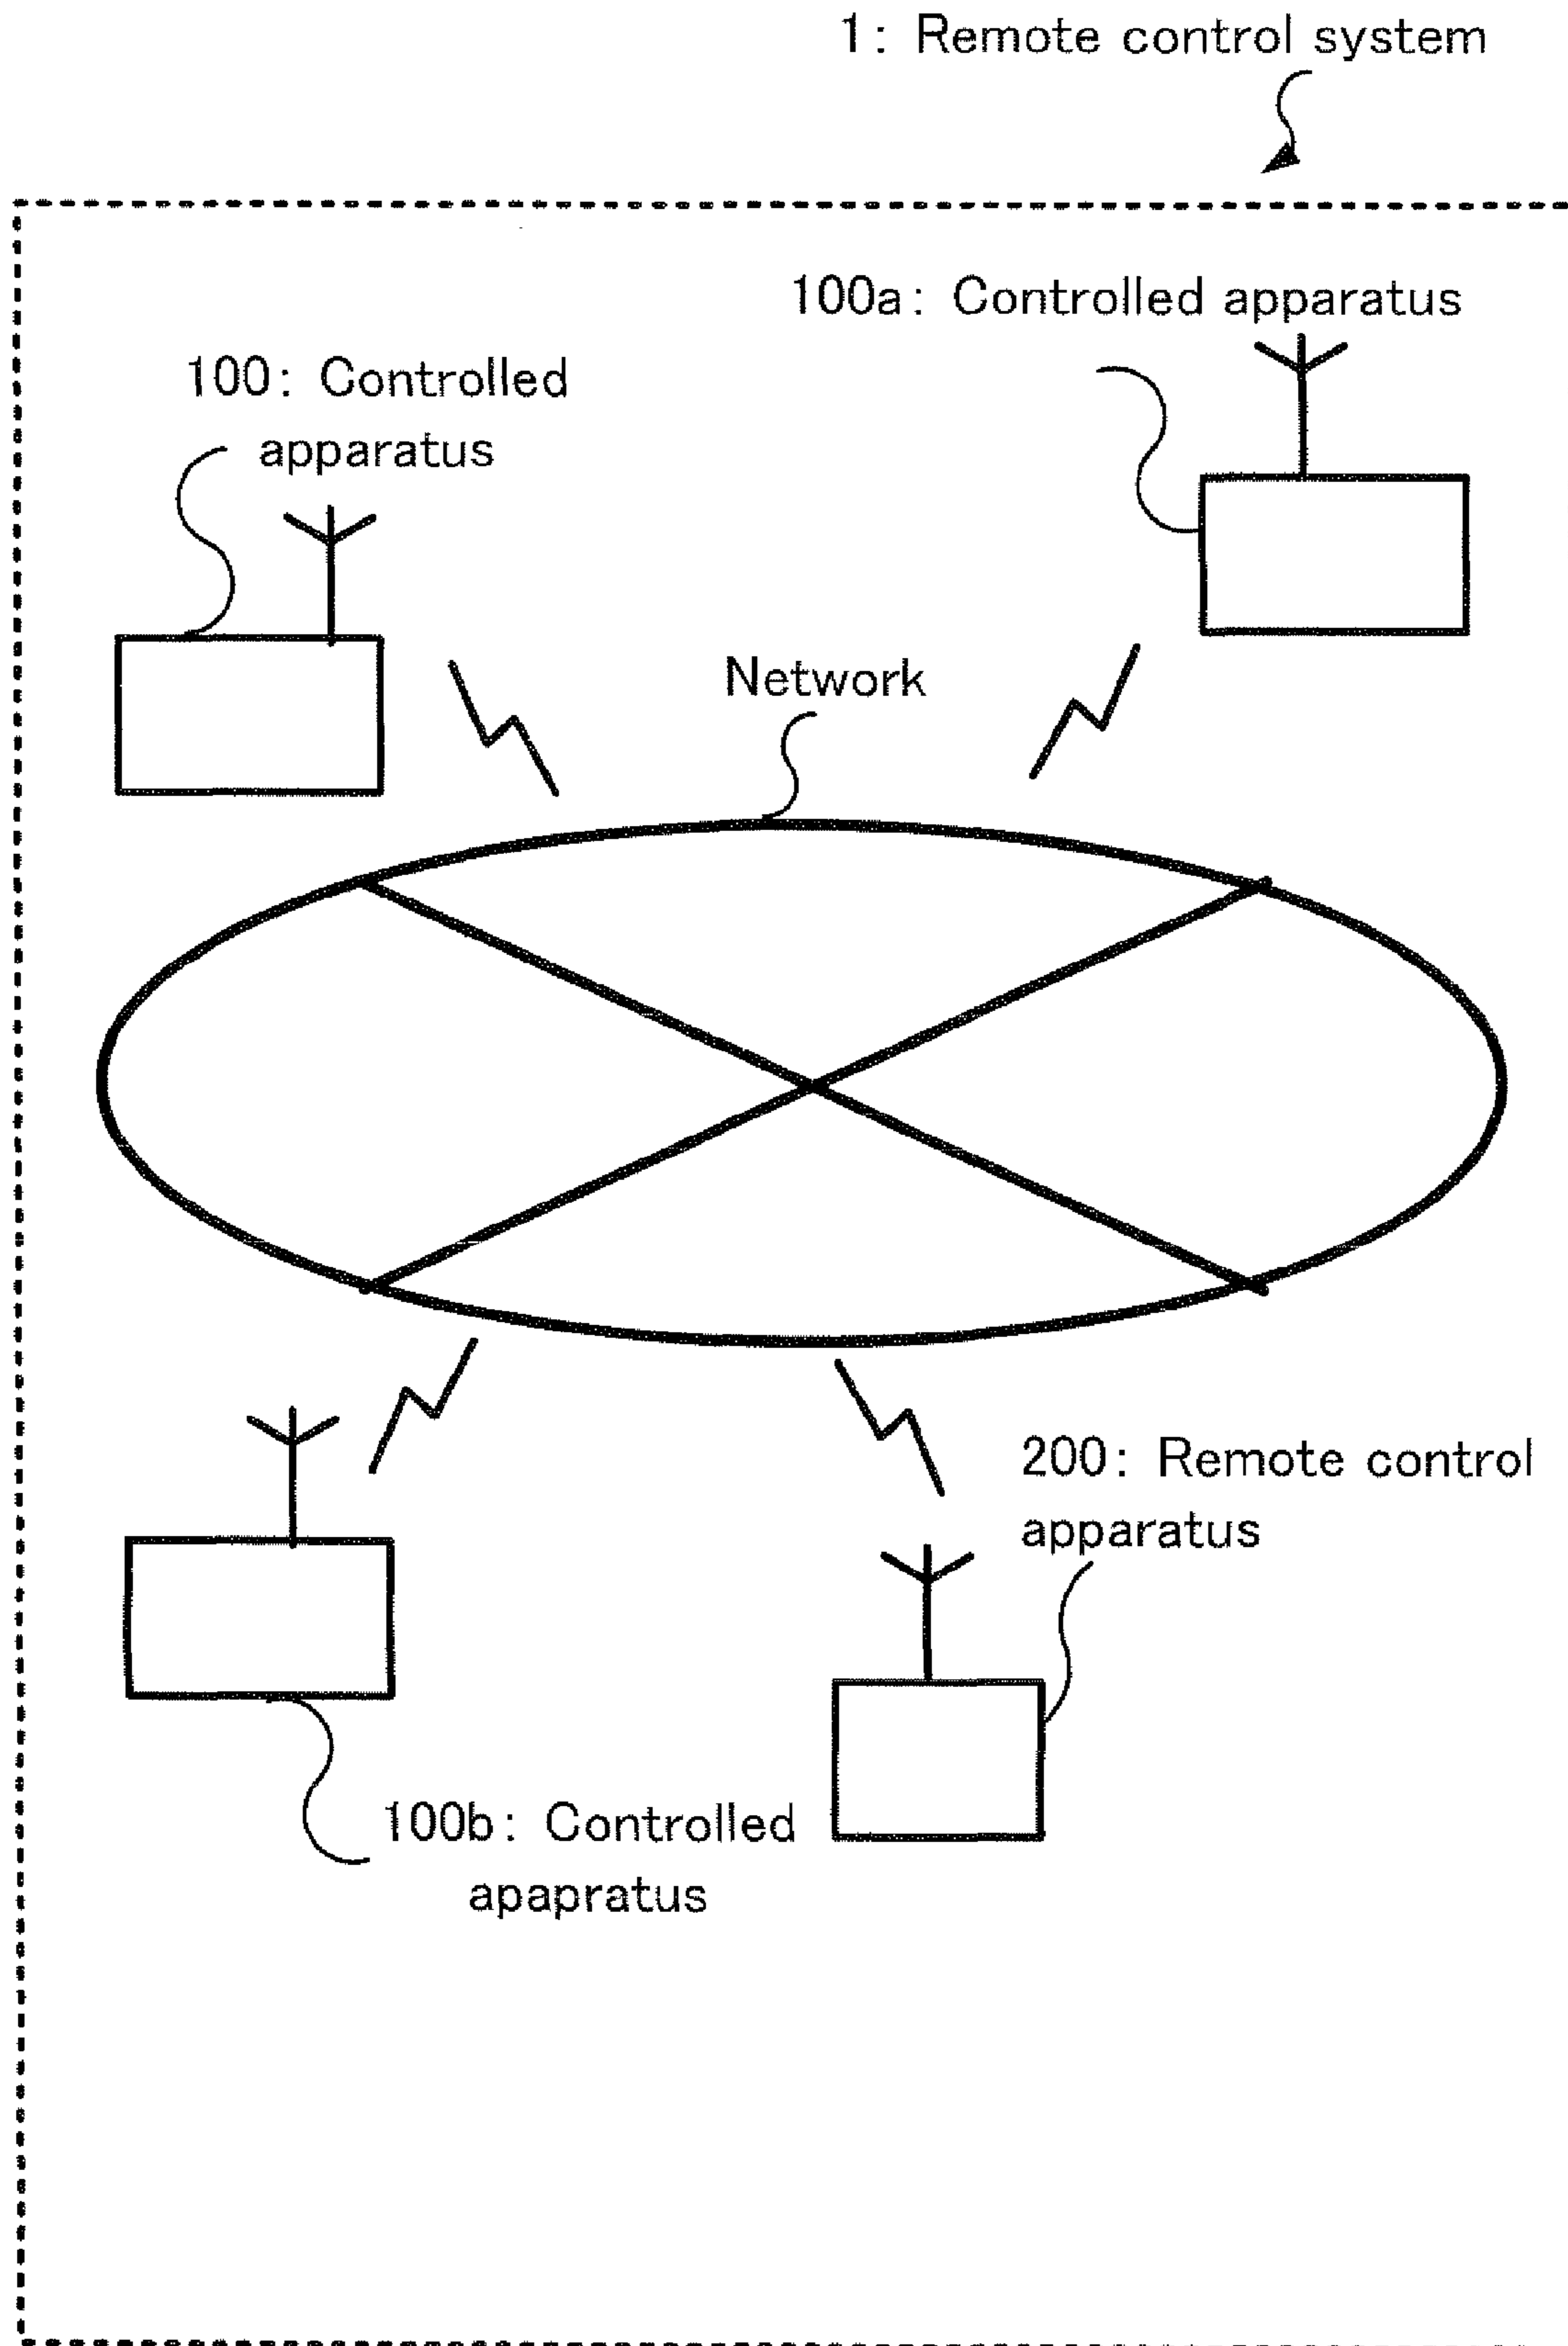 1: Remote control system
100a: Controlled apparatus
100: Controlled
apparatus
Network
200: Remote control
apparatus
100b: Controlled
apapratus